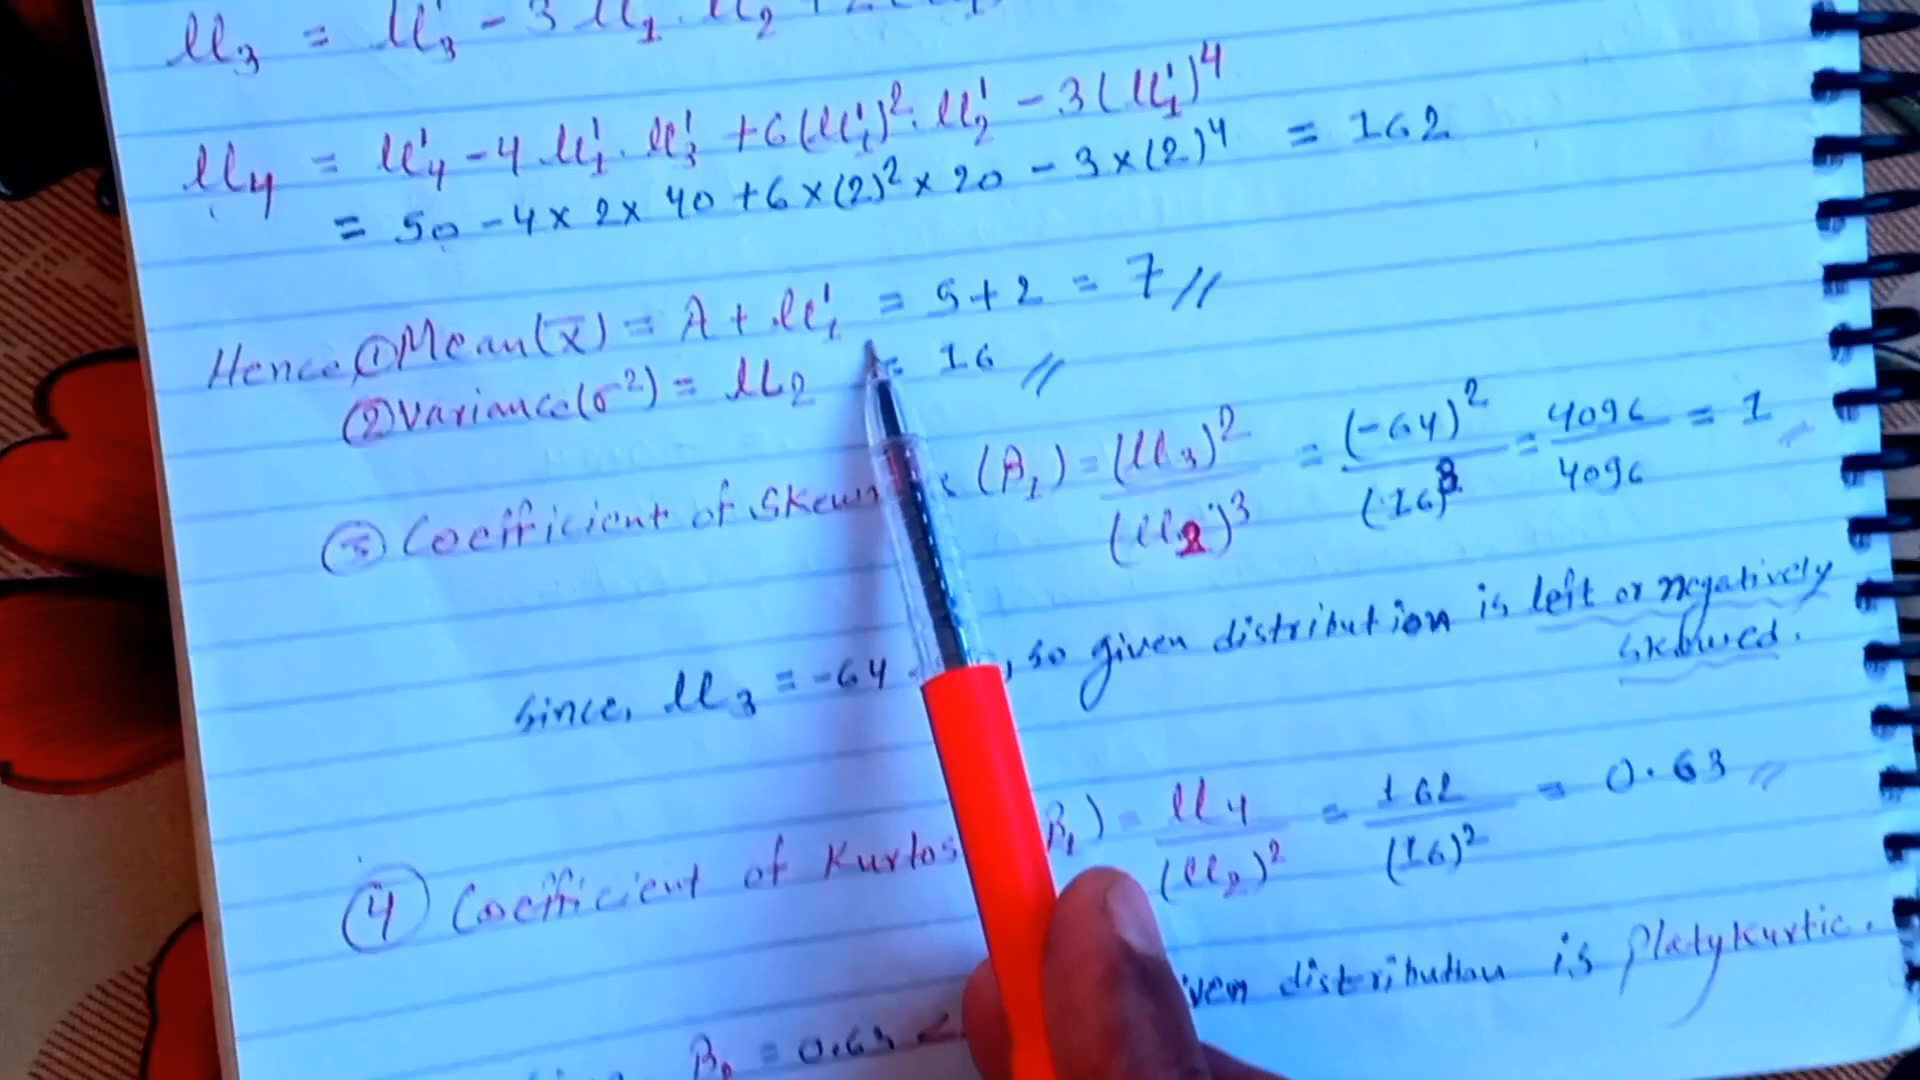 μ₃ = μ'₃ - 3 μ'₁ . μ'₂ +
μ₄ = μ'₄ - 4 μ'₁ . μ'₃ + 6(μ'₁)² . μ'₂ - 3(μ'₁)⁴
= 50 - 4 × 2 × 40 + 6 × (2)² × 20 - 3 × (2)⁴ = 162
Hence, ① Mean(x̄) = A + μ'₁ = 5 + 2 = 7 //
② Variance(σ²) = μ₂ = 16 //
③ Coefficient of (β₁) = (μ₃)² / (μ₂)³ = (-64)² / (16)³ = 4096 / 4096 = 1
Since, μ₃ = -64 , so given distribution is left or negatively
skewed.
④ Coefficient of = μ₄ / (μ₂)² = 162 / (16)² = 0.63 //
= 0.63 < distribution is Platykurtic.